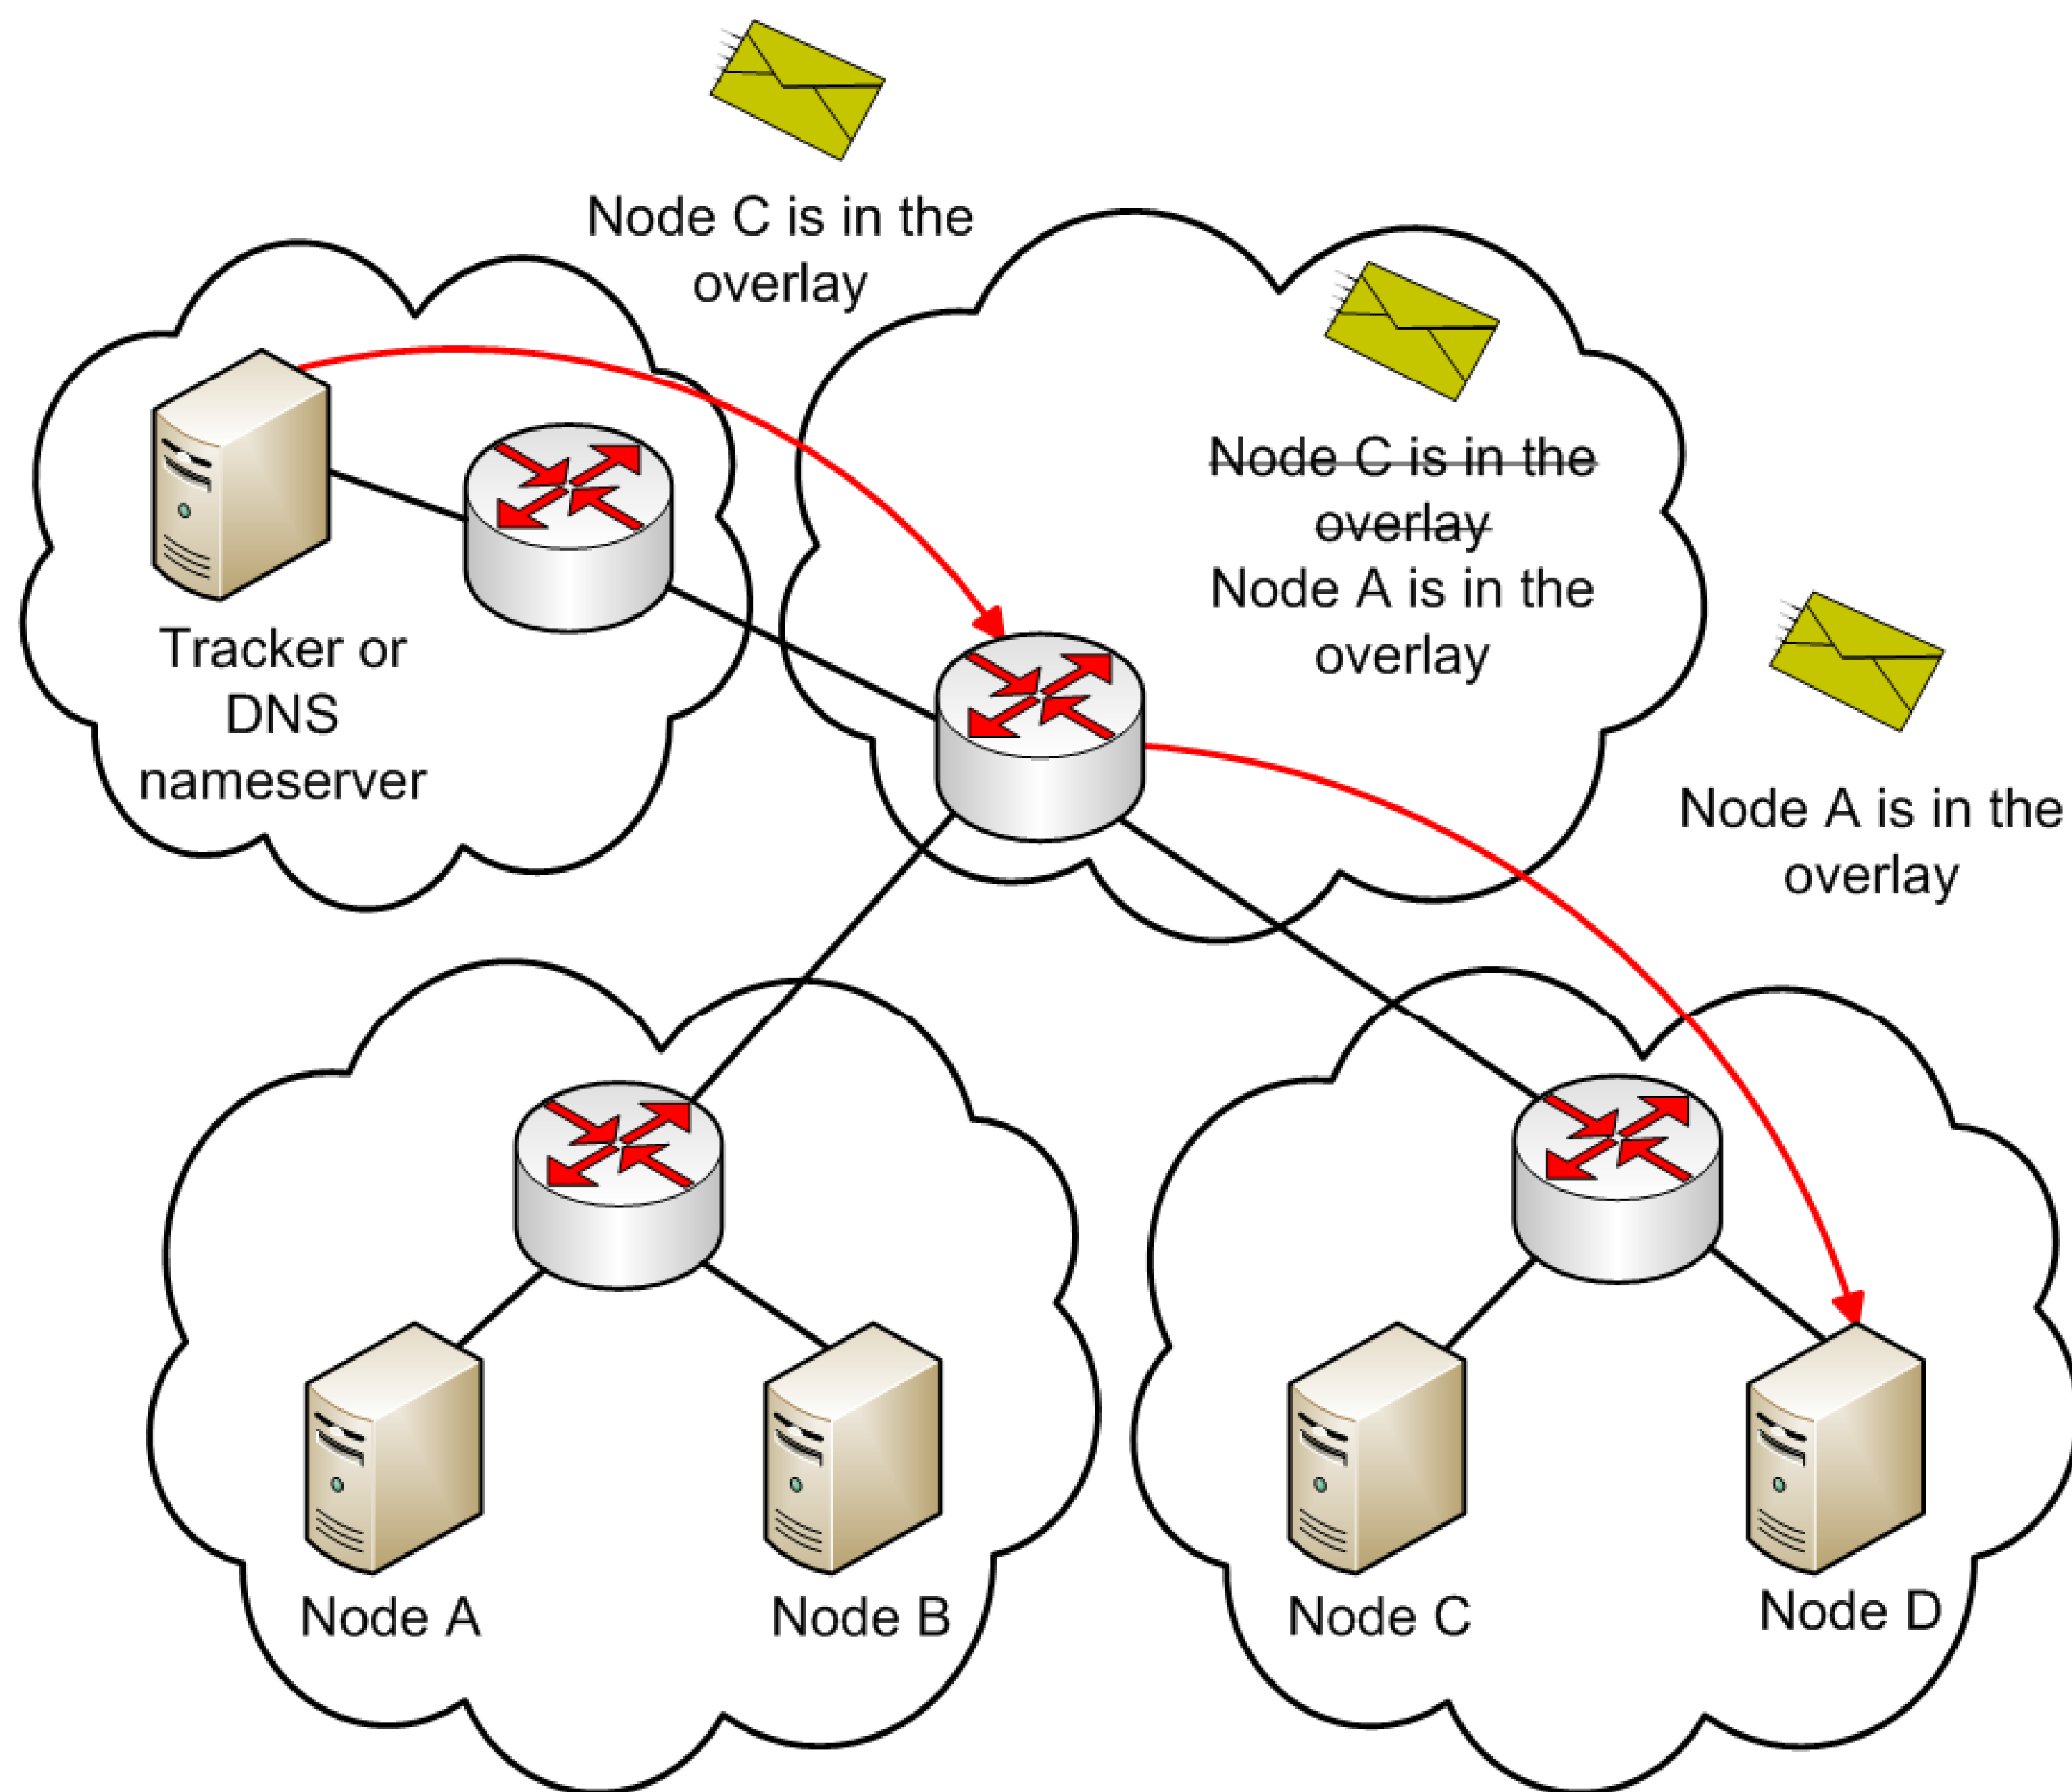 Node C is in the
overlay
Node C is in the
overlay
Node A is in the
overlay
Tracker or
DNS
nameserver
Node A is in the
overlay
Node A
Node B
Node C
Node D